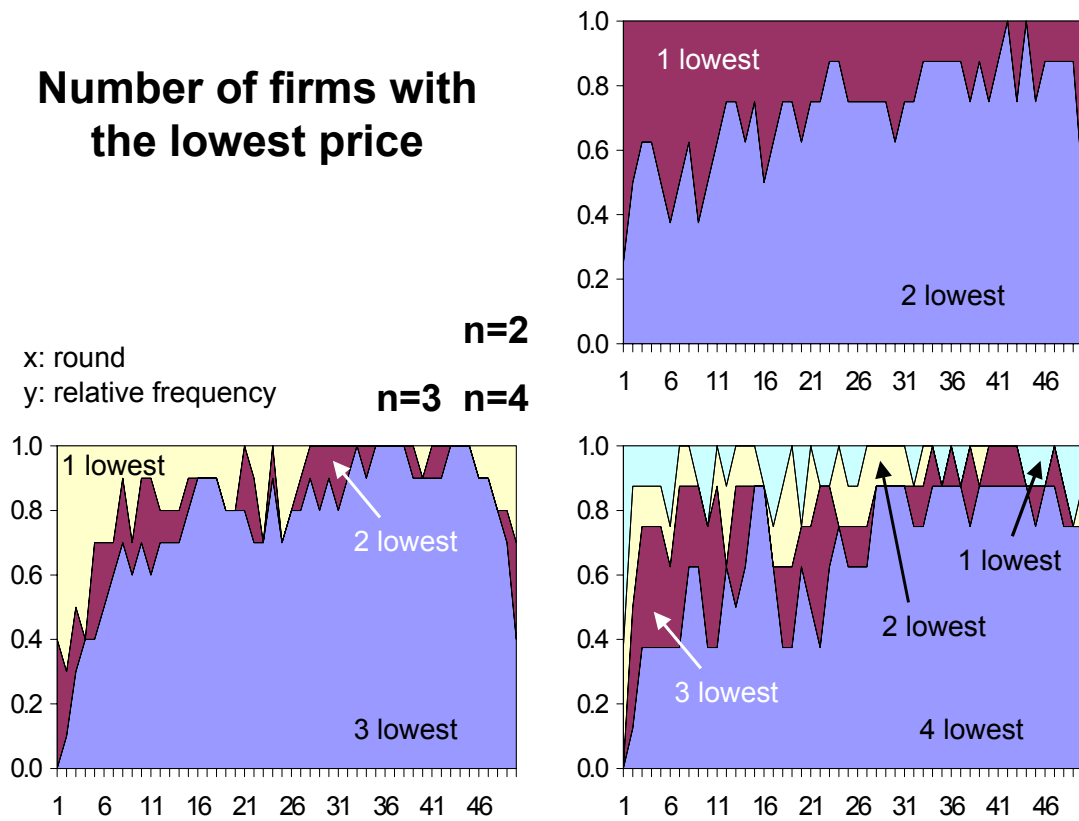 Number of firms with
the lowest price
x: round
y: relative frequency
n=2
n=3 n=4
1.0
0.8
0.6
0.4
0.2
0.0
1 lowest
2 lowest
1 6 11 16 21 26 31 36 41 46
1.0
0.8
0.6
0.4
0.2
0.0
1 lowest
2 lowest
3 lowest
1 6 11 16 21 26 31 36 41 46
1.0
0.8
0.6
0.4
0.2
0.0
1 lowest
2 lowest
3 lowest
4 lowest
1 6 11 16 21 26 31 36 41 46